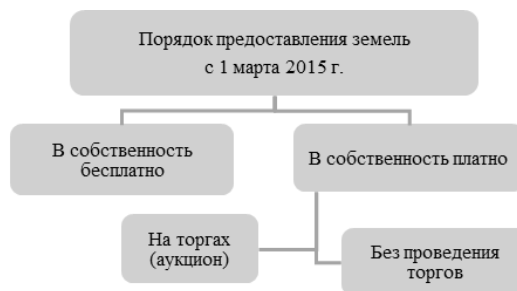 Порядок предоставления земель
с 1 марта 2015 г.
В собственность
бесплатно
В собственность платно
На торгах
(аукцион)
Без проведения
торгов